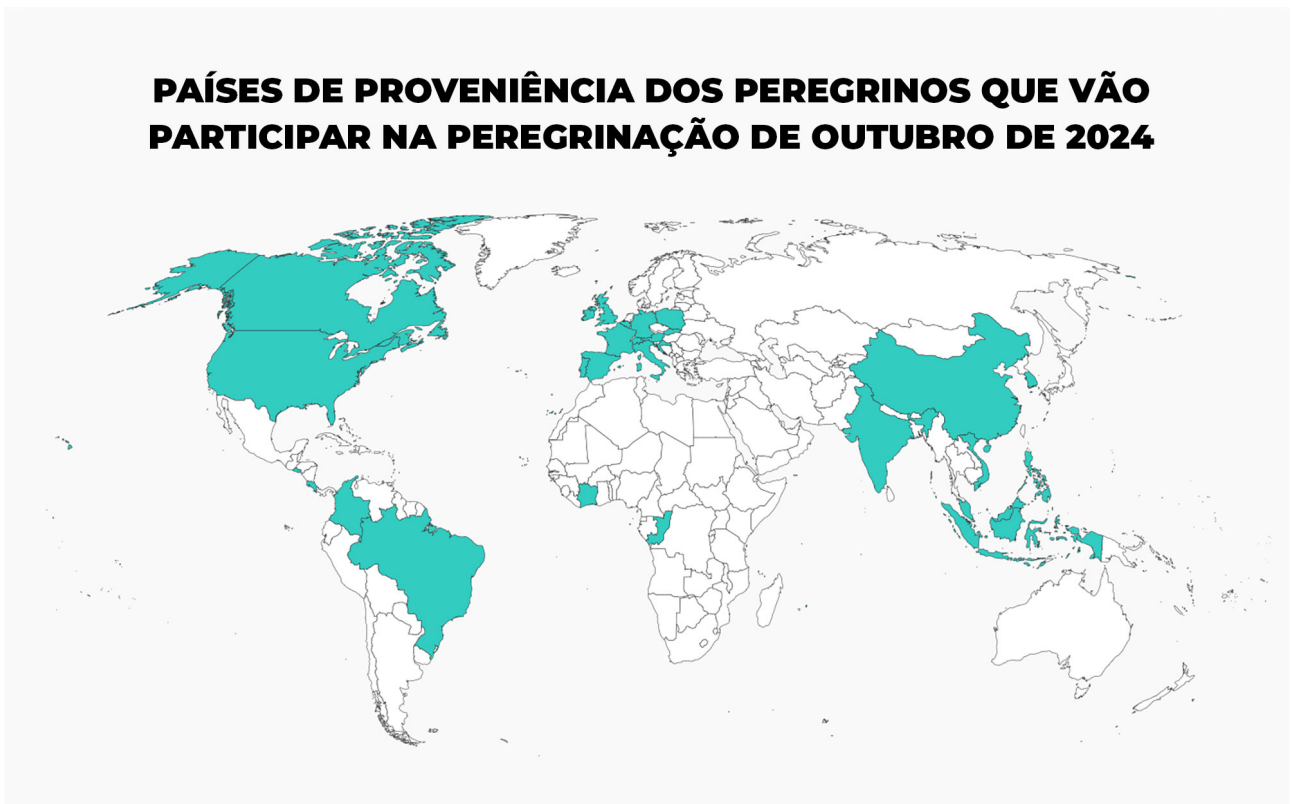 PAÍSES DE PROVENIÊNCIA DOS PEREGRINOS QUE VÃO
PARTICIPAR NA PEREGRINAÇÃO DE OUTUBRO DE 2024